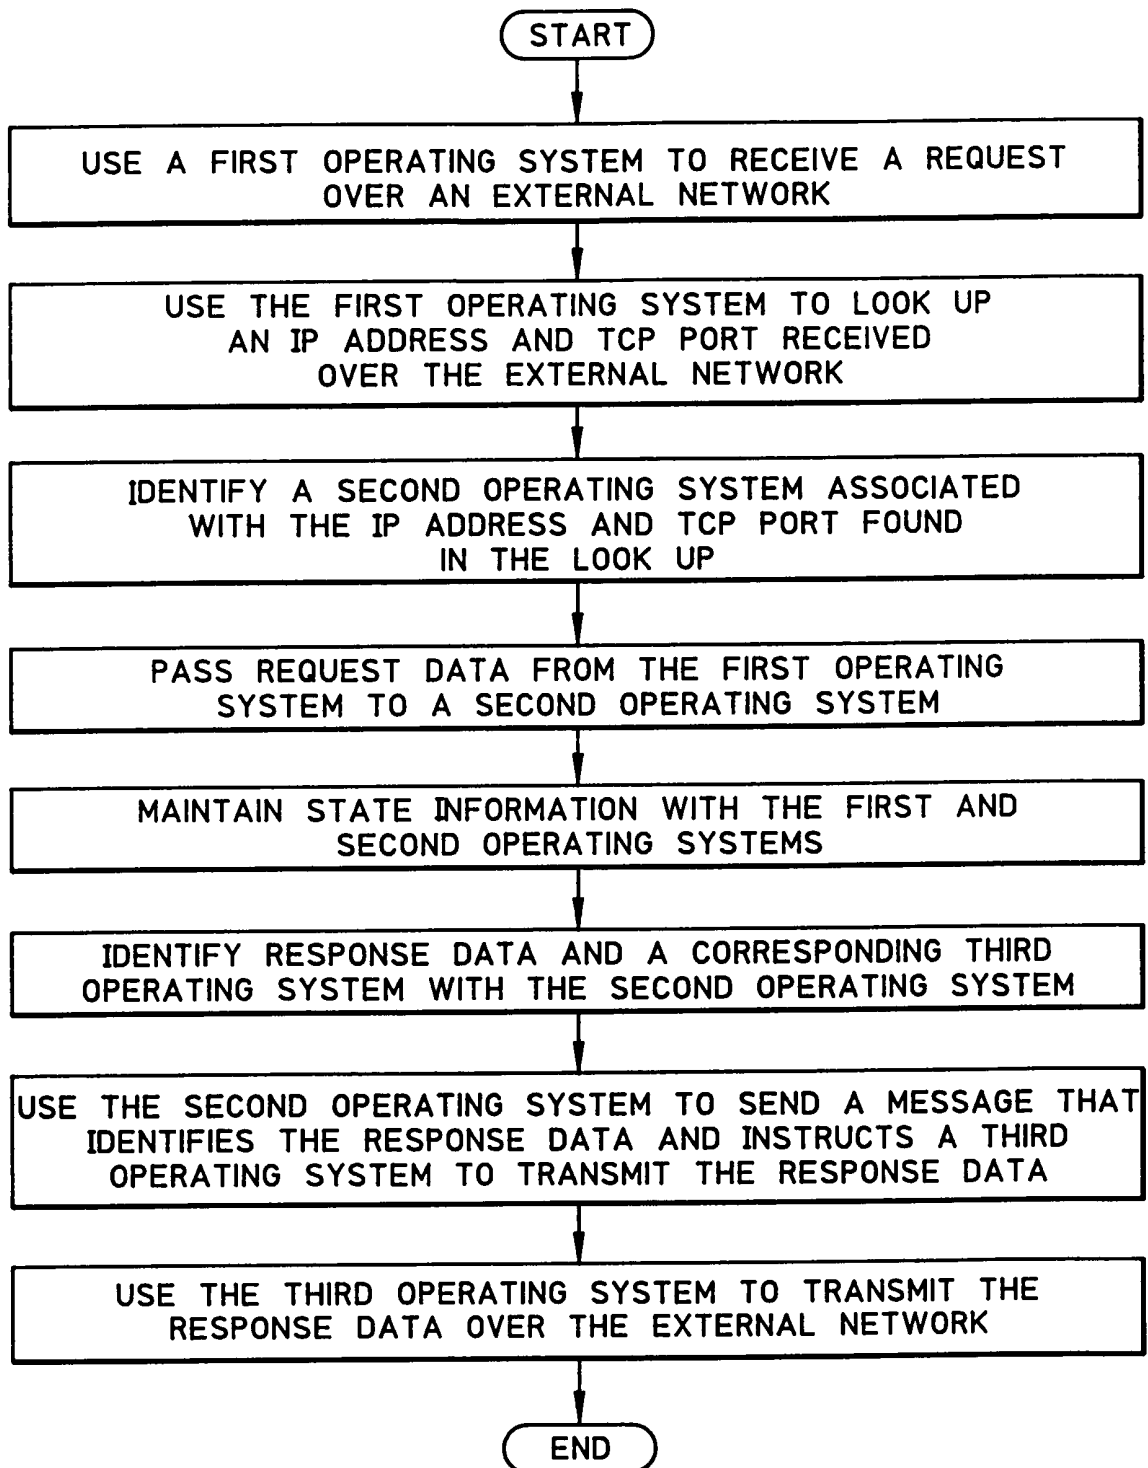 START
USE A FIRST OPERATING SYSTEM TO RECEIVE A REQUEST
OVER AN EXTERNAL NETWORK
USE THE FIRST OPERATING SYSTEM TO LOOK UP
AN IP ADDRESS AND TCP PORT RECEIVED
OVER THE EXTERNAL NETWORK
IDENTIFY A SECOND OPERATING SYSTEM ASSOCIATED
WITH THE IP ADDRESS AND TCP PORT FOUND
IN THE LOOK UP
PASS REQUEST DATA FROM THE FIRST OPERATING
SYSTEM TO A SECOND OPERATING SYSTEM
MAINTAIN STATE INFORMATION WITH THE FIRST AND
SECOND OPERATING SYSTEMS
IDENTIFY RESPONSE DATA AND A CORRESPONDING THIRD
OPERATING SYSTEM WITH THE SECOND OPERATING SYSTEM
USE THE SECOND OPERATING SYSTEM TO SEND A MESSAGE THAT
IDENTIFIES THE RESPONSE DATA AND INSTRUCTS A THIRD
OPERATING SYSTEM TO TRANSMIT THE RESPONSE DATA
USE THE THIRD OPERATING SYSTEM TO TRANSMIT THE
RESPONSE DATA OVER THE EXTERNAL NETWORK
END